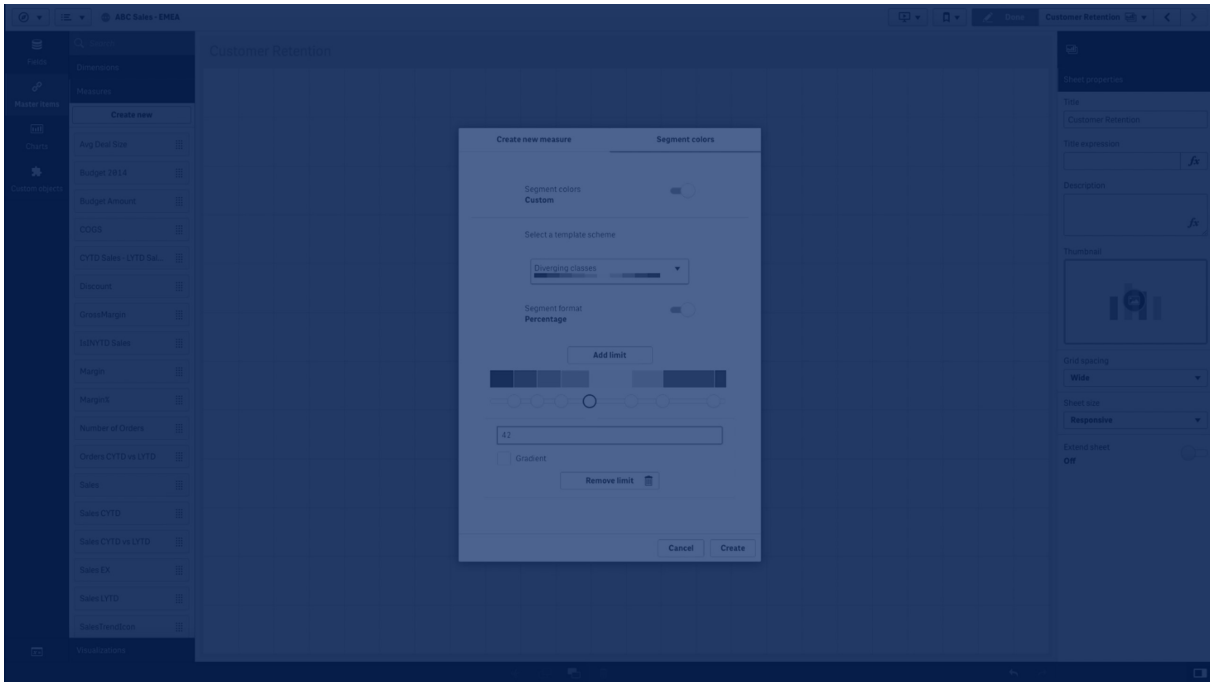 ABC Sales - EMEA
Done
Customer Retention
Fields
Master items
Charts
Custom objects
Search
Dimensions
Measures
Create new
Avg Deal Size
Budget 2014
Budget Amount
COGS
CYTD Sales - LYTD Sal...
Discount
GrossMargin
Margin
Number of Orders
Orders CYTD vs LYTD
Sales
Sales CYTD
Sales CYTD vs LYTD
Sales EX
Sales LYTD
Visualizations
Customer Retention
Create new measure
Segment colors
Segment colors
Custom
Select a template scheme
Diverging classes
Segment format
Percentage
Add limit
42
Gradient
Remove limit
Cancel
Create
Sheet properties
Title
Customer Retention
Title expression
fx
Description
fx
Thumbnail
Grid spacing
Wide
Sheet size
Responsive
Extend sheet
Off